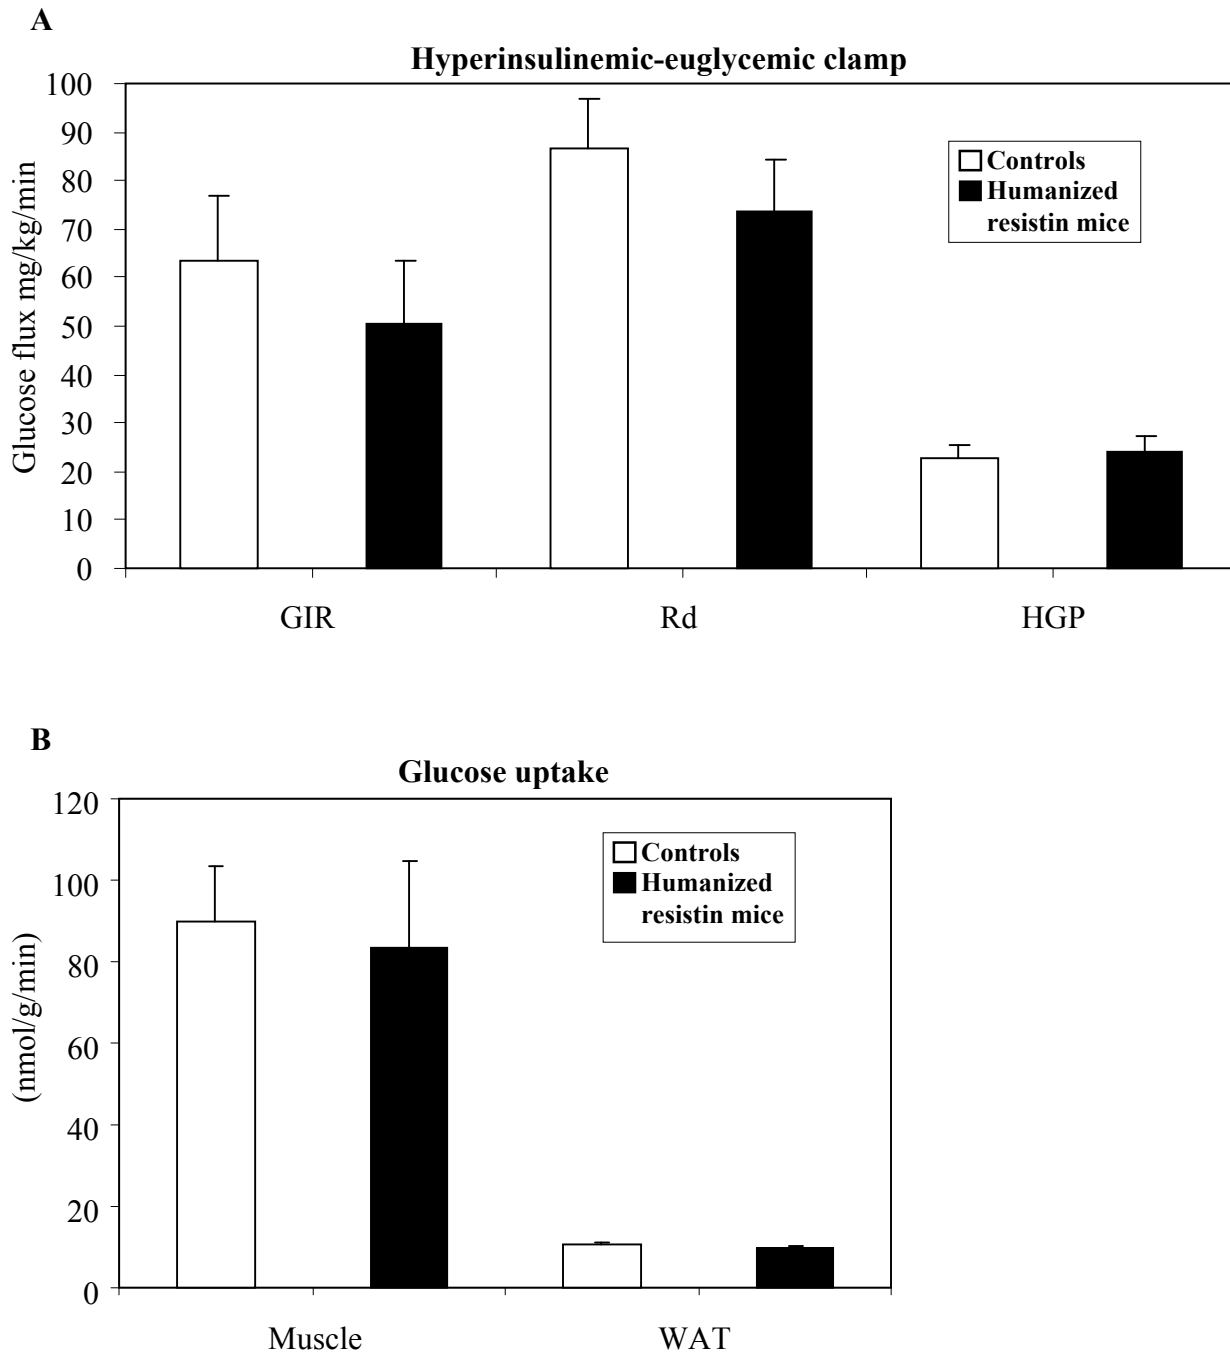 A
Hyperinsulinemic-euglycemic clamp
100
90
80
70
60
50
40
30
20
10
0
Glucose flux mg/kg/min
Controls
Humanized
resistin mice
GIR Rd HGP
B
Glucose uptake
120
100
80
60
40
20
0
(nmol/g/min)
Controls
Humanized
resistin mice
Muscle WAT